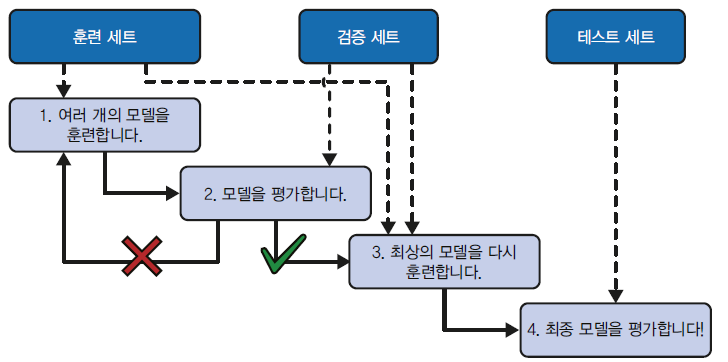 훈련 세트
검증 세트
테스트 세트
1. 여러 개의 모델을
훈련합니다.
2. 모델을 평가합니다.
3. 최상의 모델을 다시
훈련합니다.
4. 최종 모델을 평가합니다!